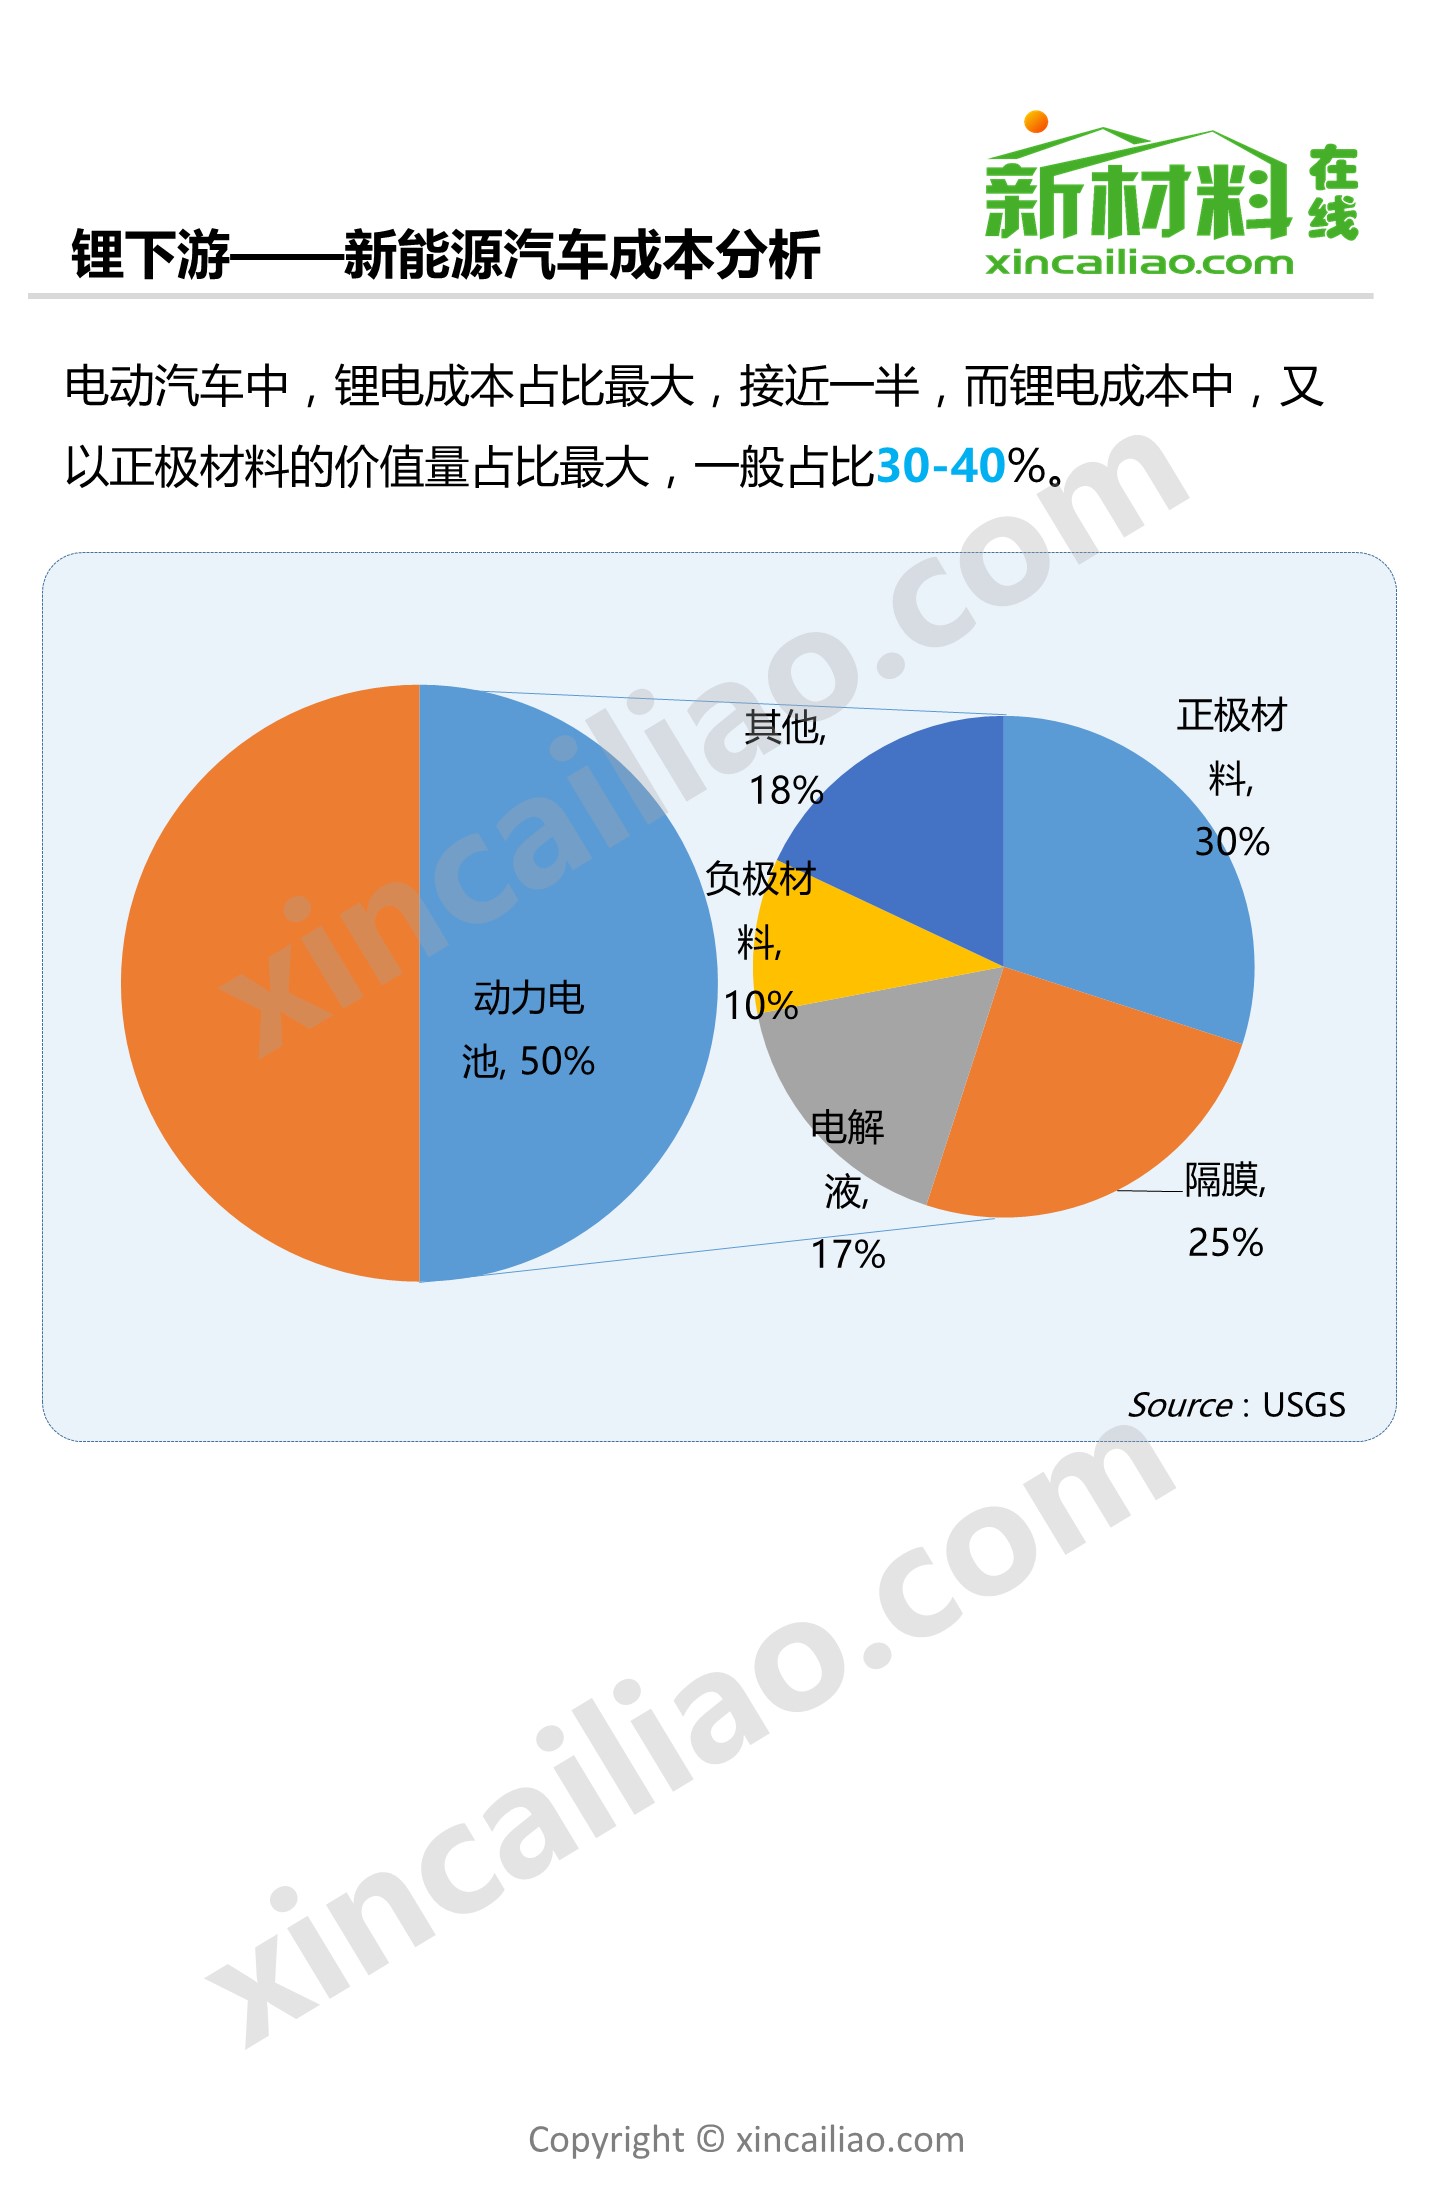 新材料在线
xincailiao.com
锂下游——新能源汽车成本分析
电动汽车中，锂电成本占比最大，接近一半，而锂电成本中，又
以正极材料的价值量占比最大，一般占比30-40%。
其他,
18%
正极材
料,
30%
负极材
料,
10%
动力电
池, 50%
电解
液,
17%
隔膜,
25%
Source：USGS
xincailiao.com
xincailiao.com
Copyright © xincailiao.com